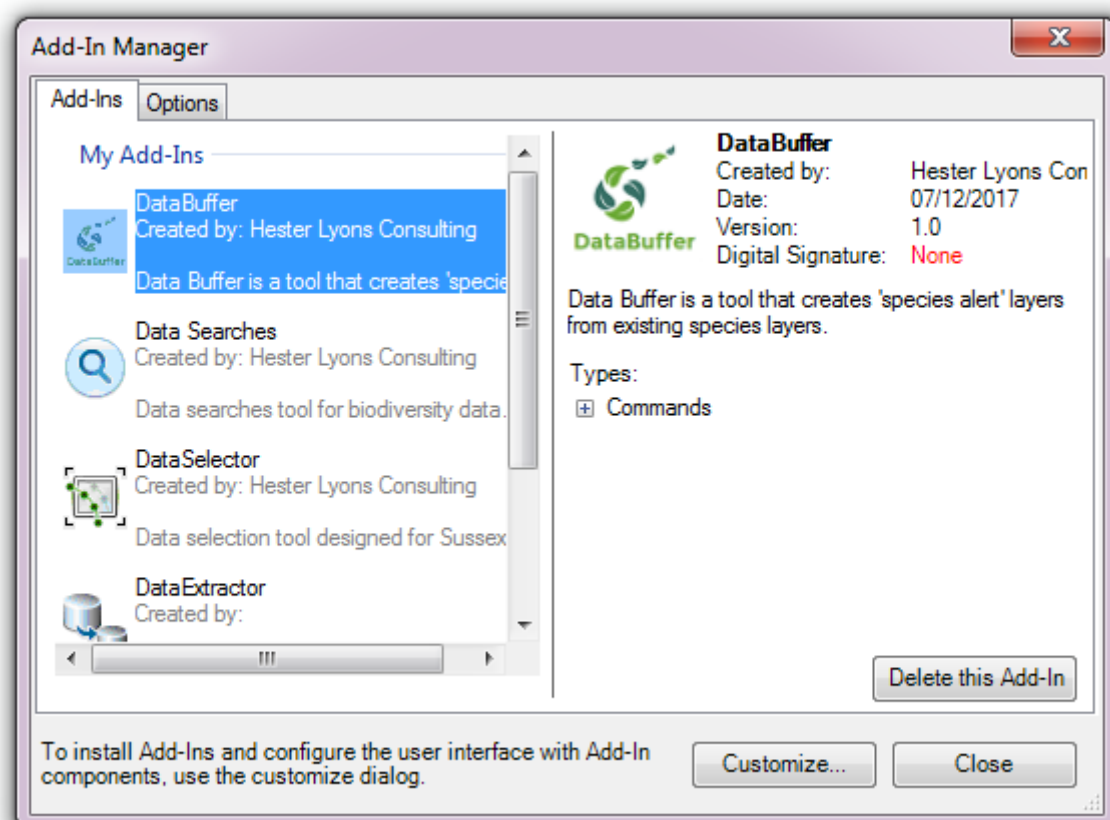 Add-In Manager
Add-Ins
Options
My Add-Ins
DataBuffer
DataBuffer
Created by: Hester Lyons Consulting
Data Buffer is a tool that creates 'specie
Data Searches
Created by: Hester Lyons Consulting
Data searches tool for biodiversity data.
DataSelector
Created by: Hester Lyons Consulting
Data selection tool designed for Sussex
DataExtractor
Created by:
DataBuffer
DataBuffer
Created by: Hester Lyons Con
Date: 07/12/2017
Version: 1.0
Digital Signature: None
Data Buffer is a tool that creates 'species alert' layers
from existing species layers.
Types:
Commands
Delete this Add-In
To install Add-Ins and configure the user interface with Add-In
components, use the customize dialog.
Customize...
Close